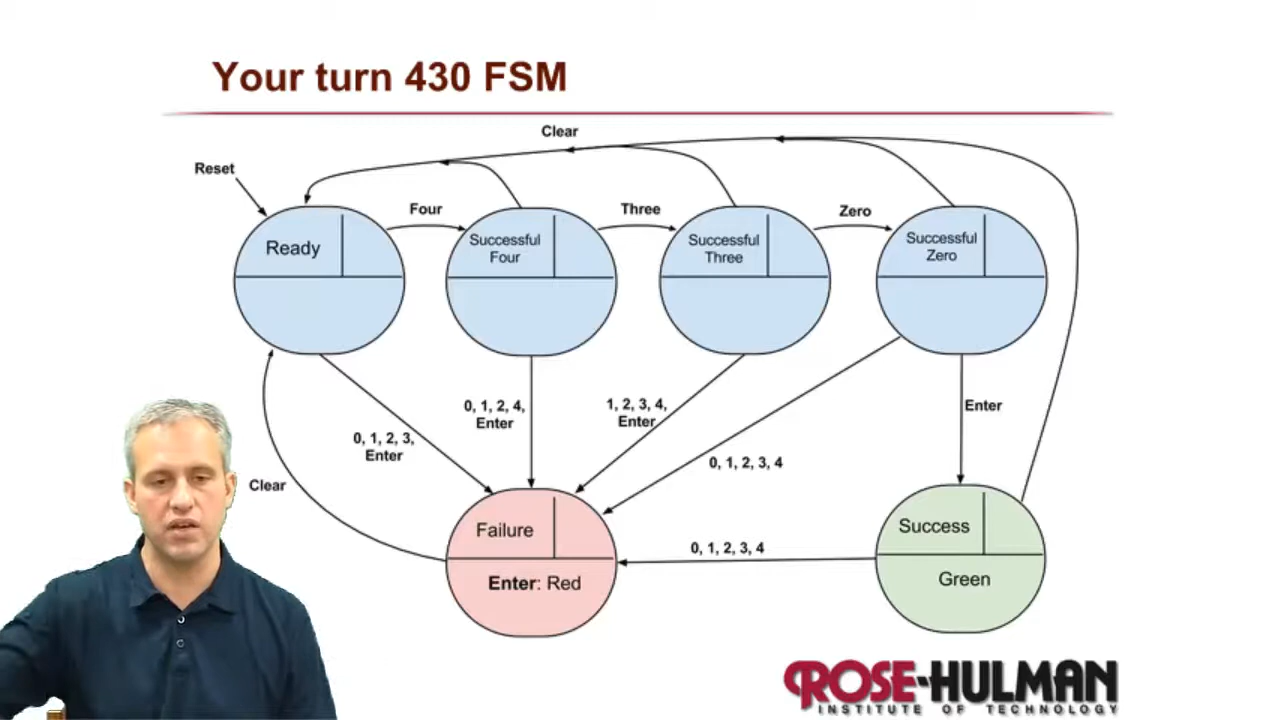 Your turn 430 FSM
Clear
Reset
Four
Three
Zero
Ready
Successful
Four
Successful
Three
Successful
Zero
0, 1, 2, 3,
Enter
0, 1, 2, 4,
Enter
1, 2, 3, 4,
Enter
0, 1, 2, 3, 4
Enter
Clear
Failure
Enter: Red
0, 1, 2, 3, 4
Success
Green
ROSE-HULMAN
INSTITUTE OF TECHNOLOGY